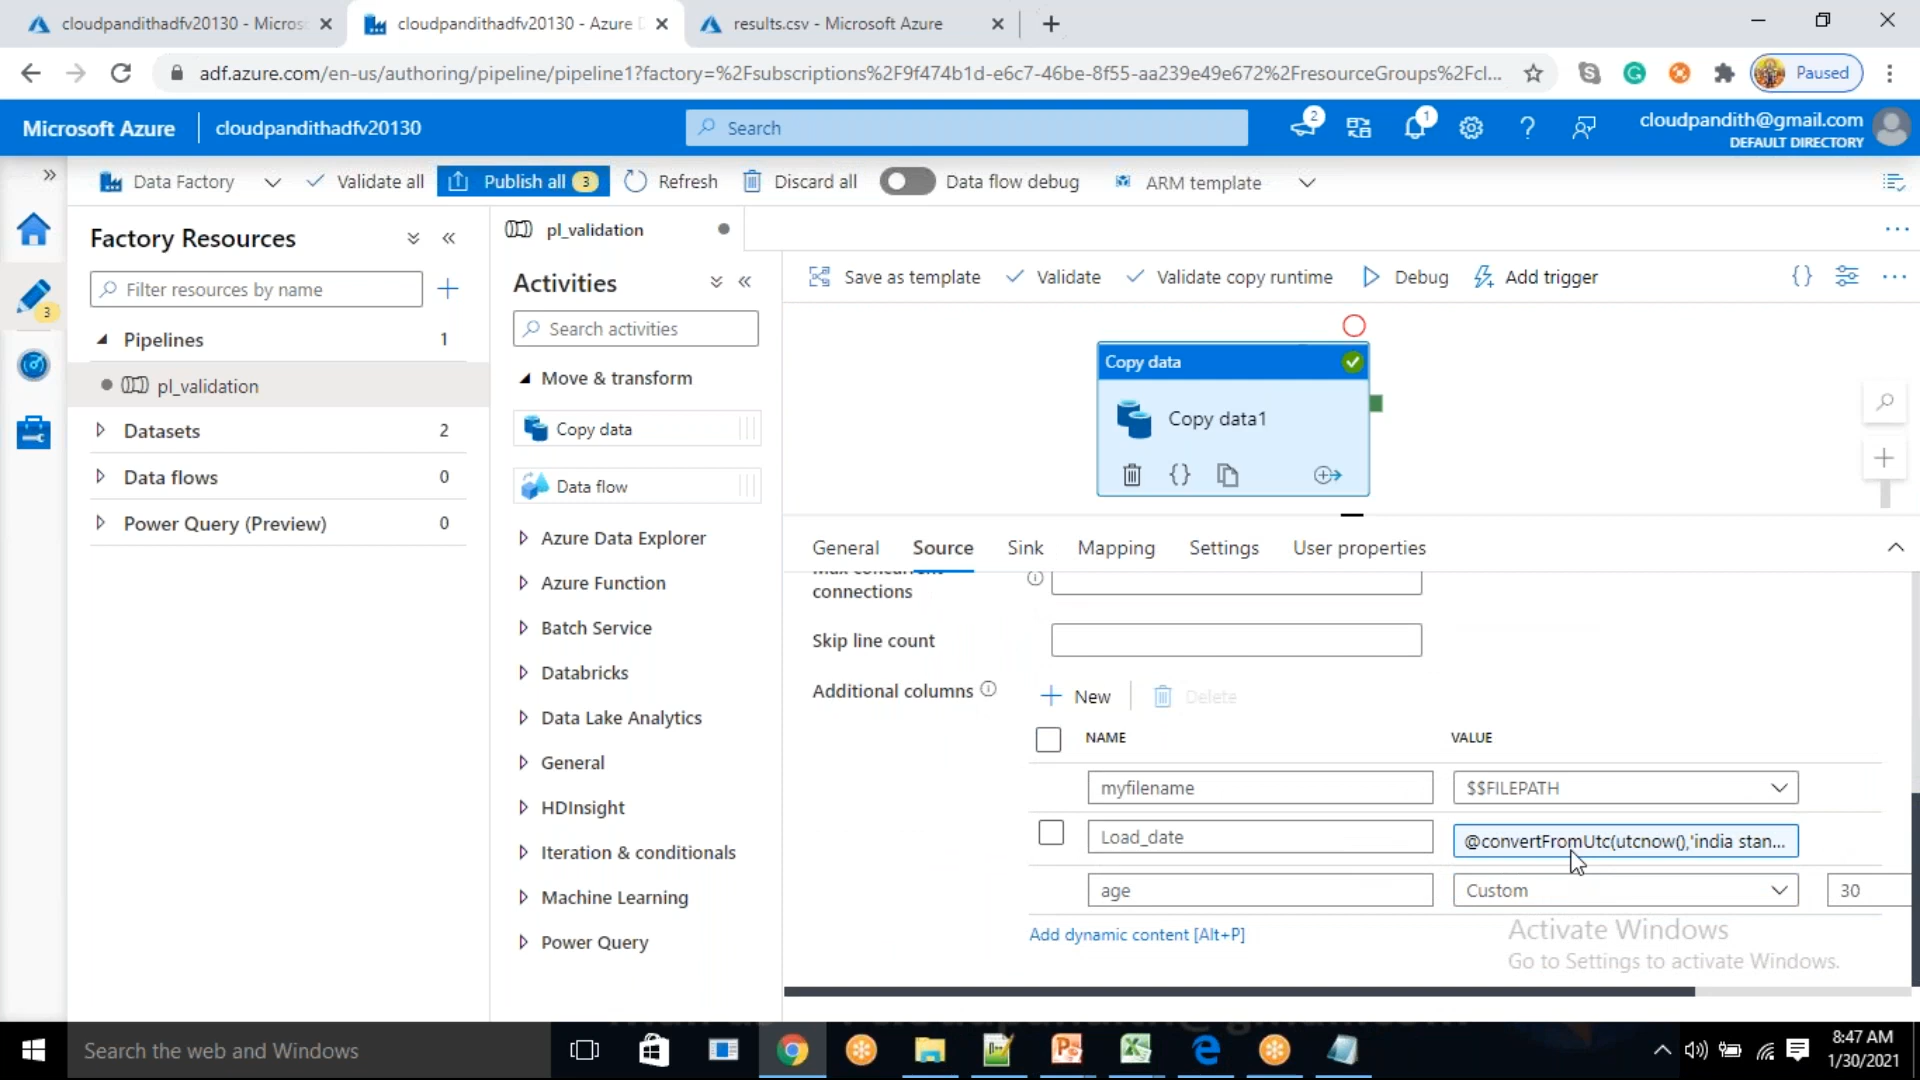 cloudpandithadfv20130 - Micros
cloudpandithadfv20130 - Azure D
results.csv - Microsoft Azure
adf.azure.com/en-us/authoring/pipeline/pipeline1?factory=%2Fsubscriptions%2F9f474b1d-e6c7-46be-8f55-aa239e49e672%2FresourceGroups%2Fcl...
Paused
Microsoft Azure
cloudpandithadfv20130
Search
2
1
cloudpandith@gmail.com
DEFAULT DIRECTORY
Data Factory
Validate all
Publish all 3
Refresh
Discard all
Data flow debug
ARM template
Factory Resources
Filter resources by name
3
Pipelines 1
pl_validation
Datasets 2
Data flows 0
Power Query (Preview) 0
pl_validation
Activities
Search activities
Move & transform
Copy data
Data flow
Azure Data Explorer
Azure Function
Batch Service
Databricks
Data Lake Analytics
General
HDInsight
Iteration & conditionals
Machine Learning
Power Query
Save as template
Validate
Validate copy runtime
Debug
Add trigger
Copy data
Copy data1
General
Source
Sink
Mapping
Settings
User properties
Max concurrent
connections
Skip line count
Additional columns
New
Delete
NAME VALUE
myfilename $$FILEPATH
Load_date @convertFromUtc(utcnow(),'india stan...
age Custom 30
Add dynamic content [Alt+P]
Activate Windows
Go to Settings to activate Windows.
Search the web and Windows
8:47 AM
1/30/2021